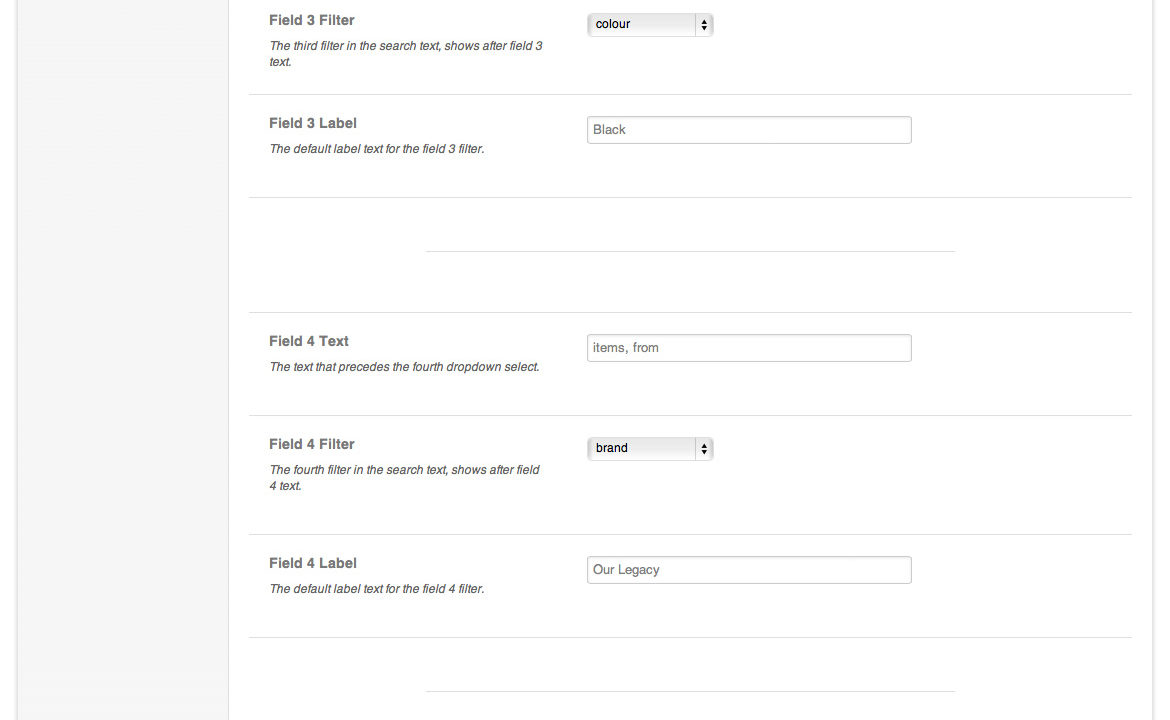 Field 3 Filter
colour
The third filter in the search text, shows after field 3
text.
Field 3 Label
Black
The default label text for the field 3 filter.
Field 4 Text
items, from
The text that precedes the fourth dropdown select.
Field 4 Filter
brand
The fourth filter in the search text, shows after field
4 text.
Field 4 Label
Our Legacy
The default label text for the field 4 filter.